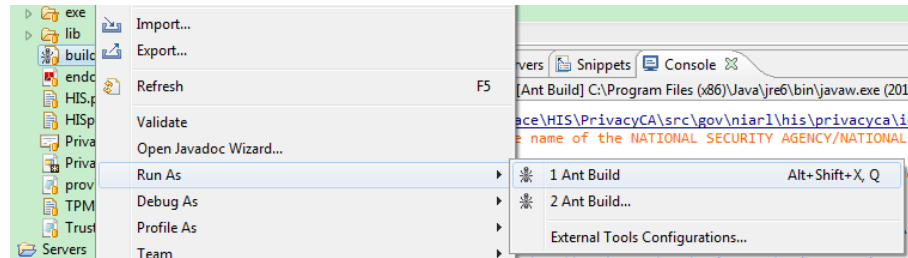 exe
lib
build
endo
HIS.p
HISp
Priva
Priva
prov
TPM
Trust
Servers
Import...
Export...
Refresh F5
Validate
Open Javadoc Wizard...
Run As
Debug As
Profile As
Team
vers Snippets Console
[Ant Build] C:\Program Files (x86)\Java\jre6\bin\javaw.exe (201
ace\HIS\PrivacyCA\src\gov\niarl\his\privacyca\i
e name of the NATIONAL SECURITY AGENCY/NATIONAL
1 Ant Build Alt+Shift+X, Q
2 Ant Build...
External Tools Configurations...